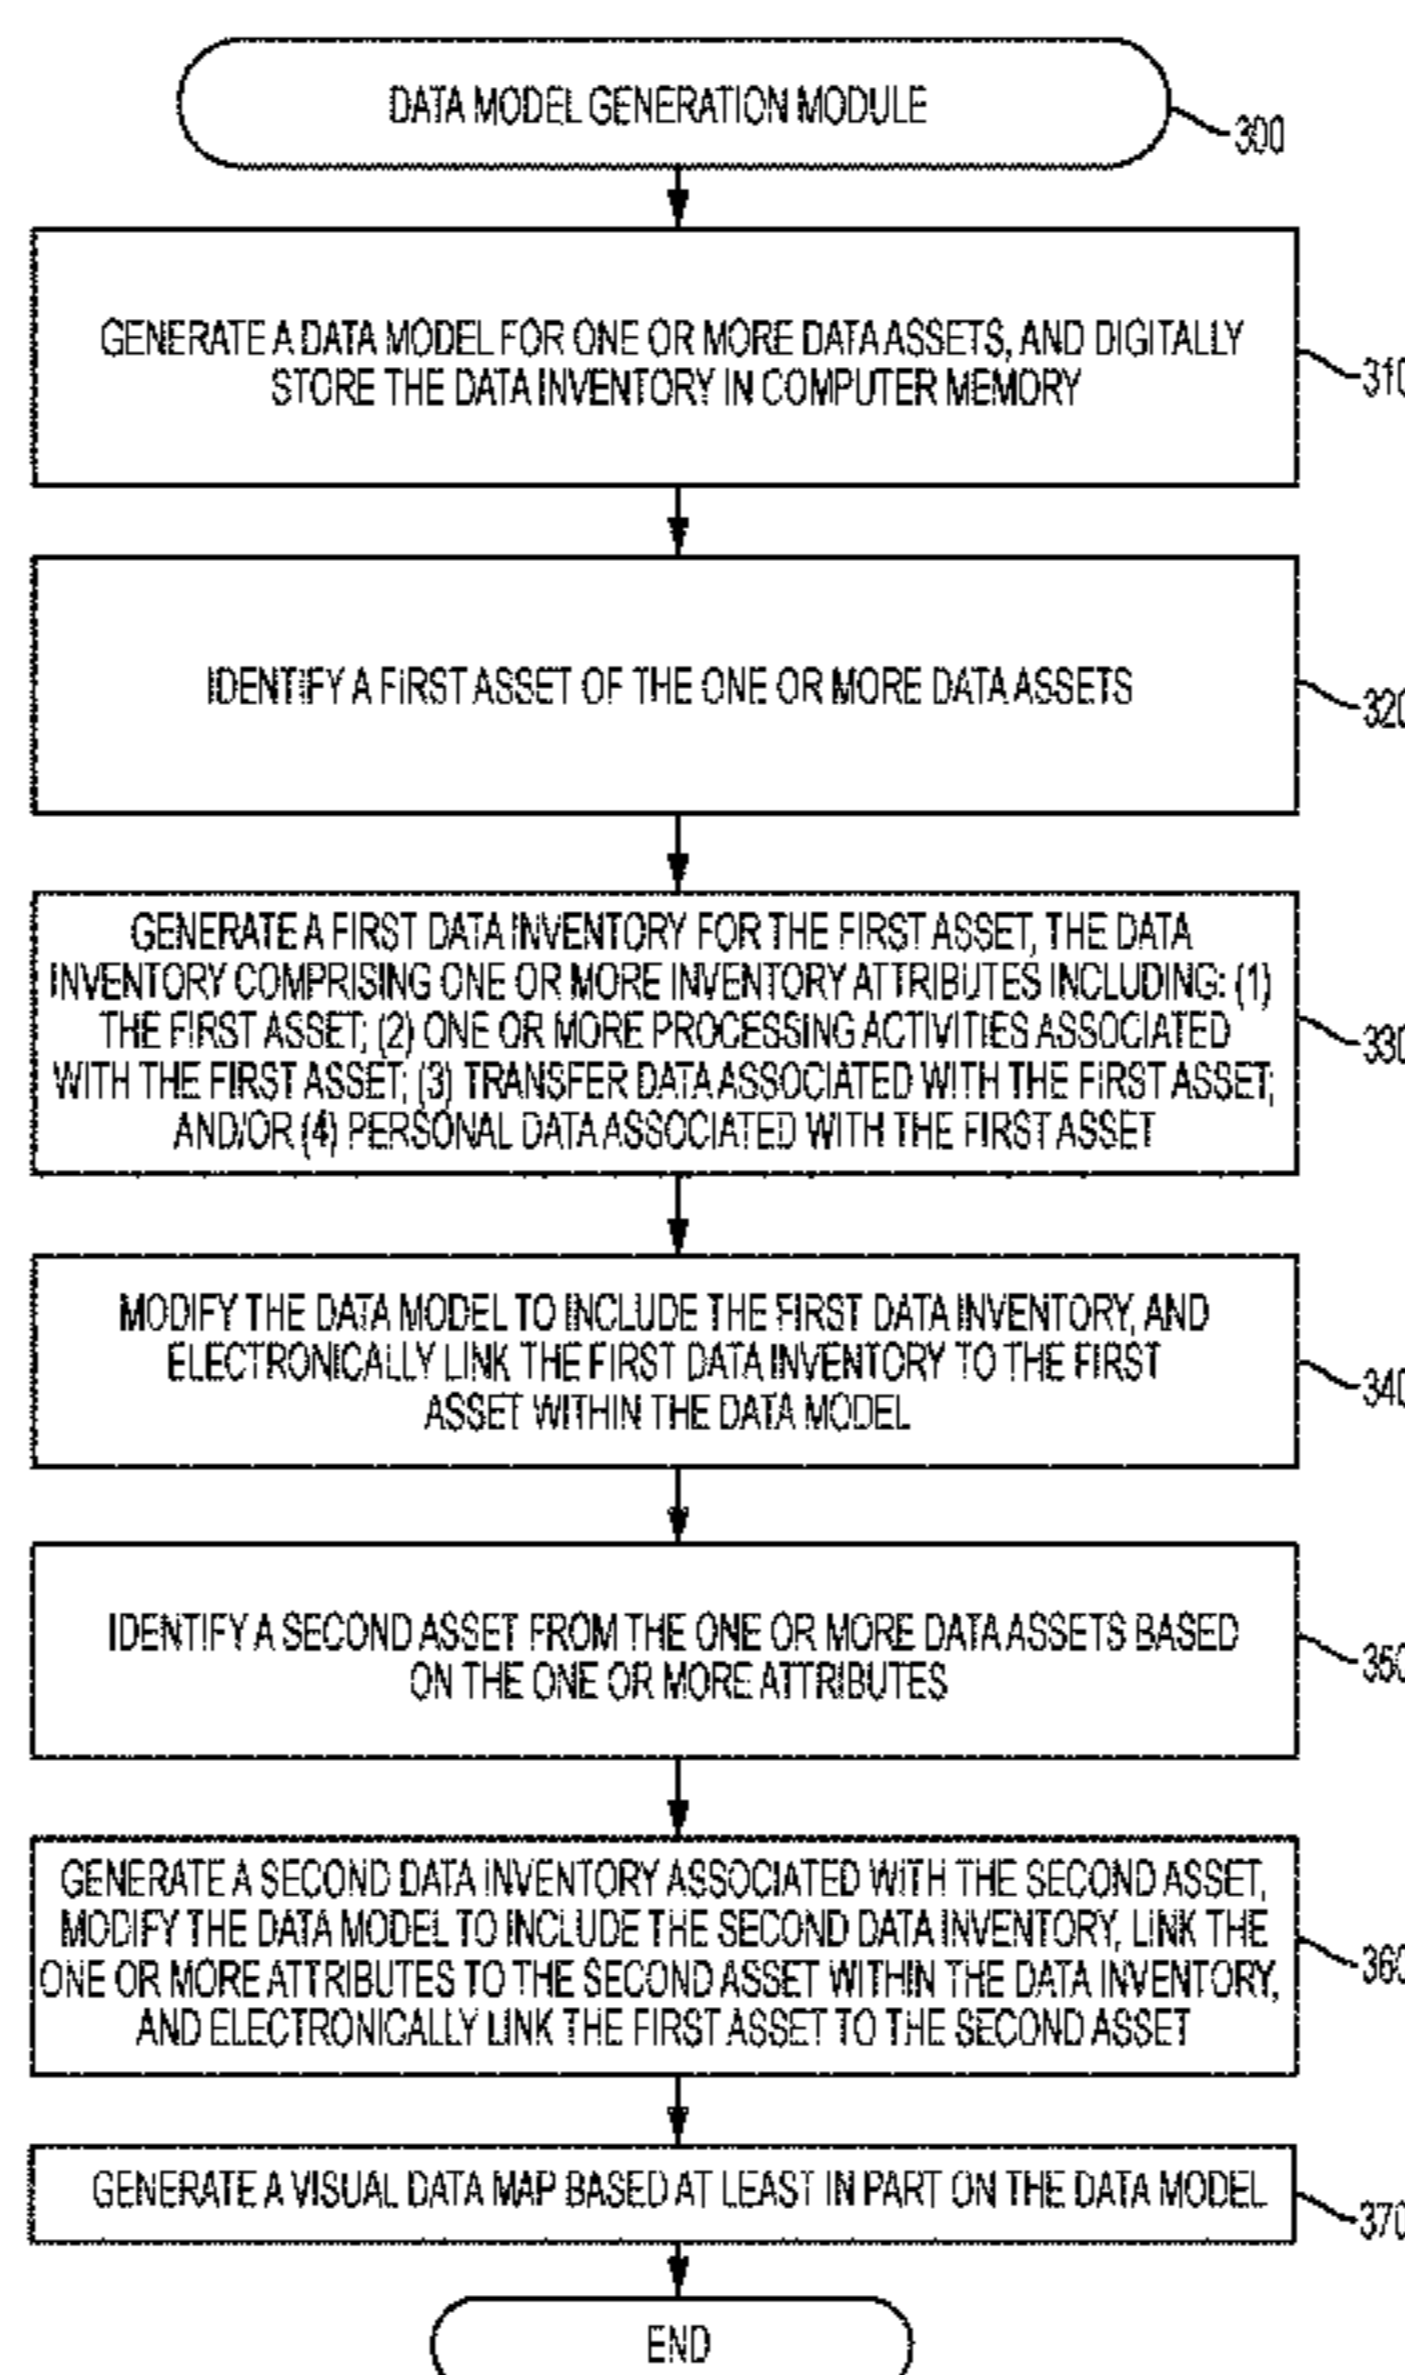 DATA MODEL GENERATION MODULE
300
GENERATE A DATA MODEL FOR ONE OR MORE DATA ASSETS, AND DIGITALLY
STORE THE DATA INVENTORY IN COMPUTER MEMORY
310
IDENTIFY A FIRST ASSET OF THE ONE OR MORE DATA ASSETS
320
GENERATE A FIRST DATA INVENTORY FOR THE FIRST ASSET, THE DATA
INVENTORY COMPRISING ONE OR MORE INVENTORY ATTRIBUTES INCLUDING: (1)
THE FIRST ASSET; (2) ONE OR MORE PROCESSING ACTIVITIES ASSOCIATED
WITH THE FIRST ASSET; (3) TRANSFER DATA ASSOCIATED WITH THE FIRST ASSET;
AND/OR (4) PERSONAL DATA ASSOCIATED WITH THE FIRST ASSET
330
MODIFY THE DATA MODEL TO INCLUDE THE FIRST DATA INVENTORY, AND
ELECTRONICALLY LINK THE FIRST DATA INVENTORY TO THE FIRST
ASSET WITHIN THE DATA MODEL
340
IDENTIFY A SECOND ASSET FROM THE ONE OR MORE DATA ASSETS BASED
ON THE ONE OR MORE ATTRIBUTES
350
GENERATE A SECOND DATA INVENTORY ASSOCIATED WITH THE SECOND ASSET,
MODIFY THE DATA MODEL TO INCLUDE THE SECOND DATA INVENTORY, LINK THE
ONE OR MORE ATTRIBUTES TO THE SECOND ASSET WITHIN THE DATA INVENTORY,
AND ELECTRONICALLY LINK THE FIRST ASSET TO THE SECOND ASSET
360
GENERATE A VISUAL DATA MAP BASED AT LEAST IN PART ON THE DATA MODEL
370
END